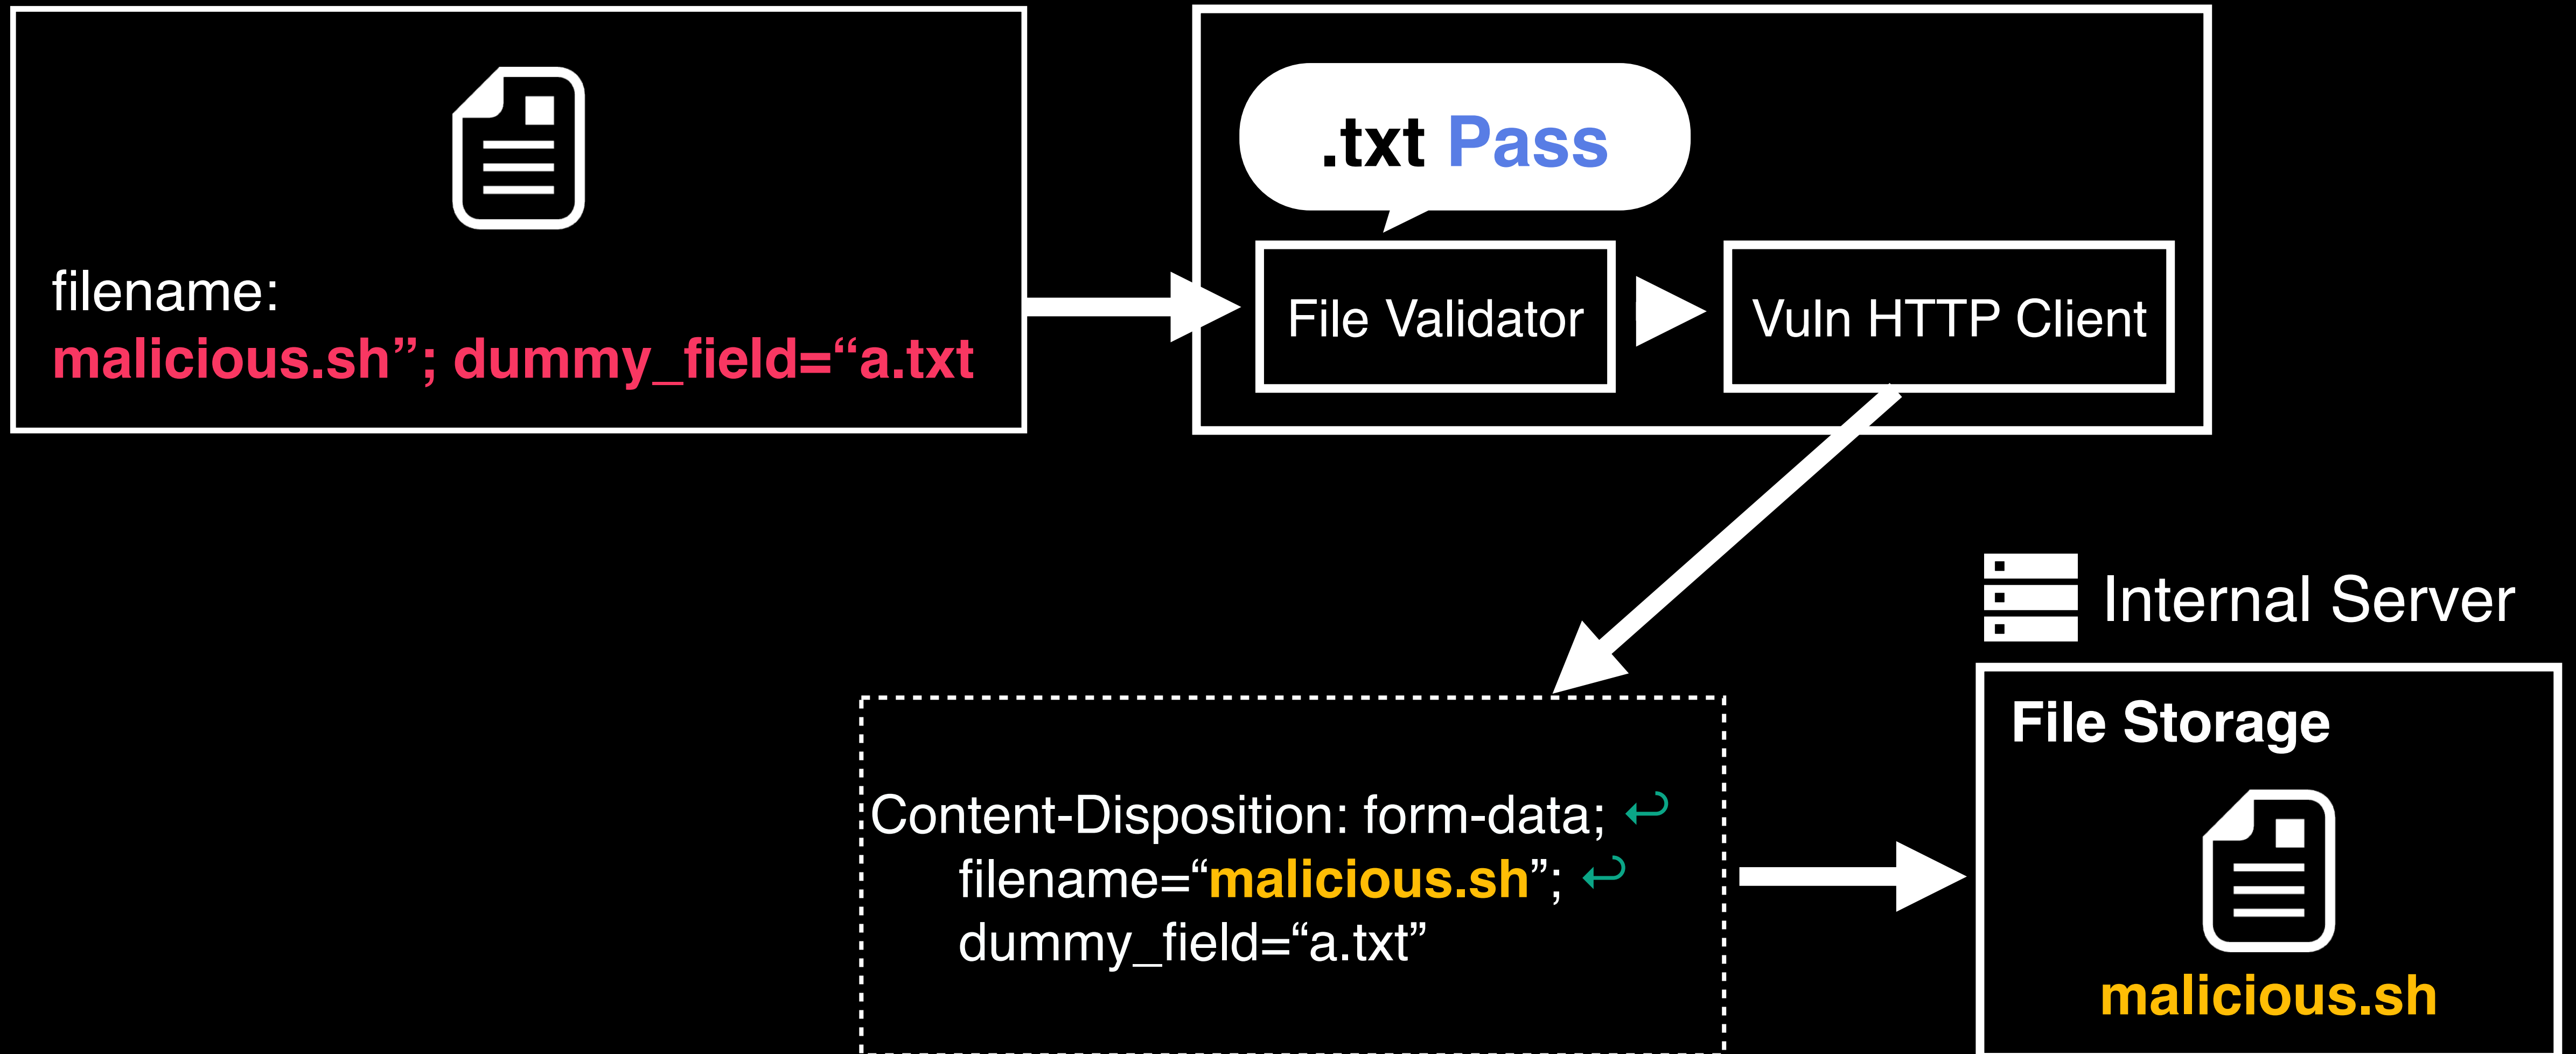 filename:
malicious.sh”; dummy_field=“a.txt
.txt Pass
File Validator
Vuln HTTP Client
Content-Disposition: form-data;
filename=“malicious.sh”;
dummy_field=“a.txt”
Internal Server
File Storage
malicious.sh